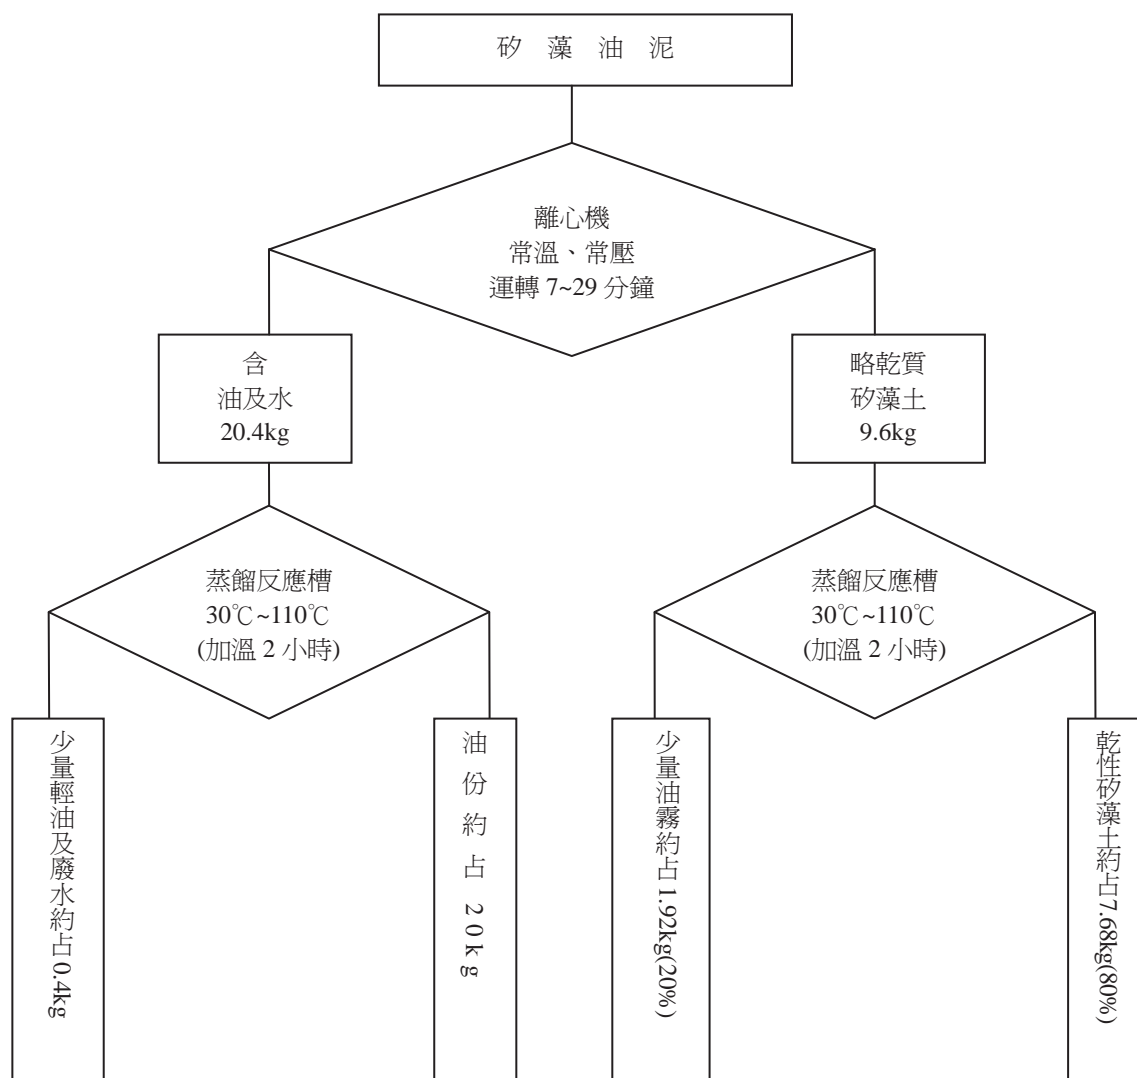 矽藻油泥
離心機
常溫、常壓
運轉 7~29 分鐘
含
油及水
20.4kg
略乾質
矽藻土
9.6kg
蒸餾反應槽
30℃~110℃
(加溫 2 小時)
蒸餾反應槽
30℃~110℃
(加溫 2 小時)
少量輕油及廢水約占 0.4kg
油份約占 20kg
少量油霧約占 1.92kg(20%)
乾性矽藻土約占 7.68kg(80%)